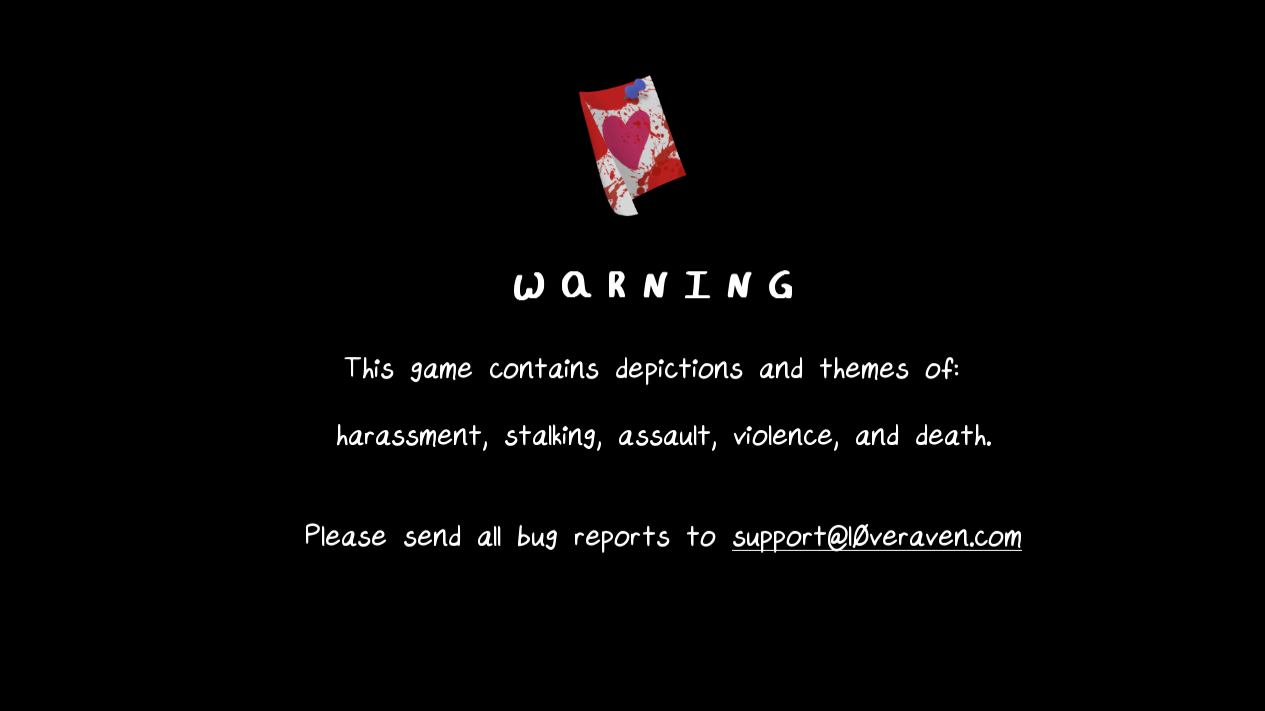 WARNING
This game contains depictions and themes of:
harassment, stalking, assault, violence, and death.
Please send all bug reports to support@l0veraven.com